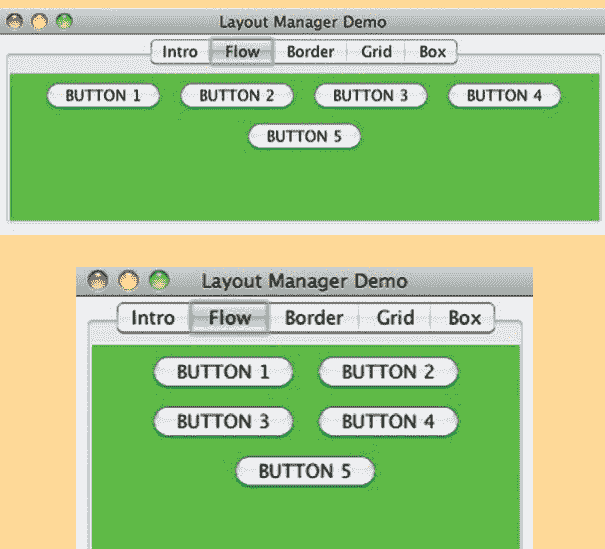 Layout Manager Demo
Intro Flow Border Grid Box
BUTTON 1 BUTTON 2 BUTTON 3 BUTTON 4
BUTTON 5
Layout Manager Demo
Intro Flow Border Grid Box
BUTTON 1 BUTTON 2
BUTTON 3 BUTTON 4
BUTTON 5